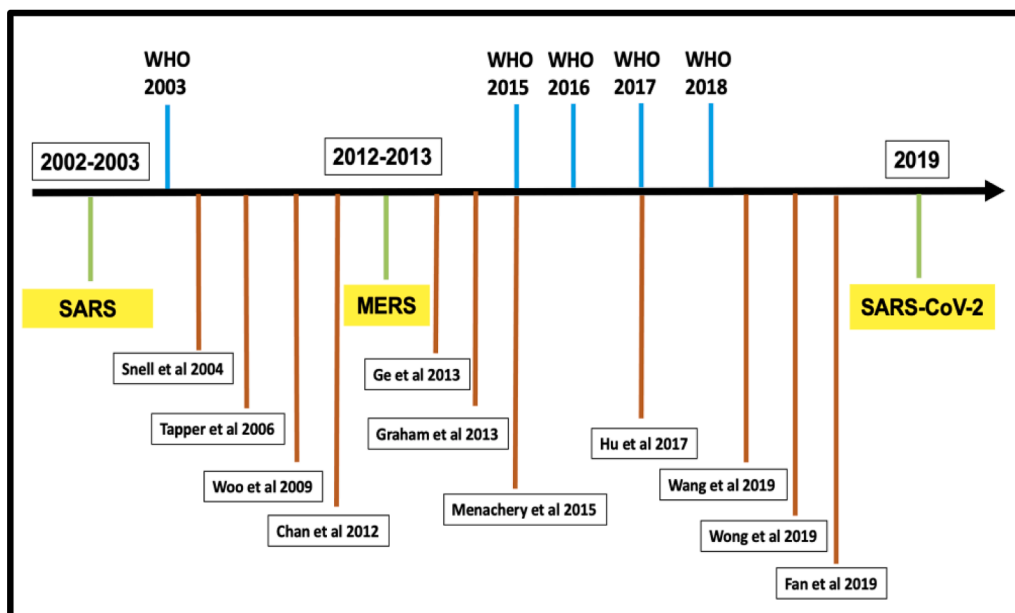 WHO
2003
WHO
2015
WHO
2016
WHO
2017
WHO
2018
2002-2003
2012-2013
2019
SARS
MERS
SARS-CoV-2
Snell et al 2004
Ge et al 2013
Tapper et al 2006
Graham et al 2013
Hu et al 2017
Woo et al 2009
Wang et al 2019
Chan et al 2012
Menachery et al 2015
Wong et al 2019
Fan et al 2019